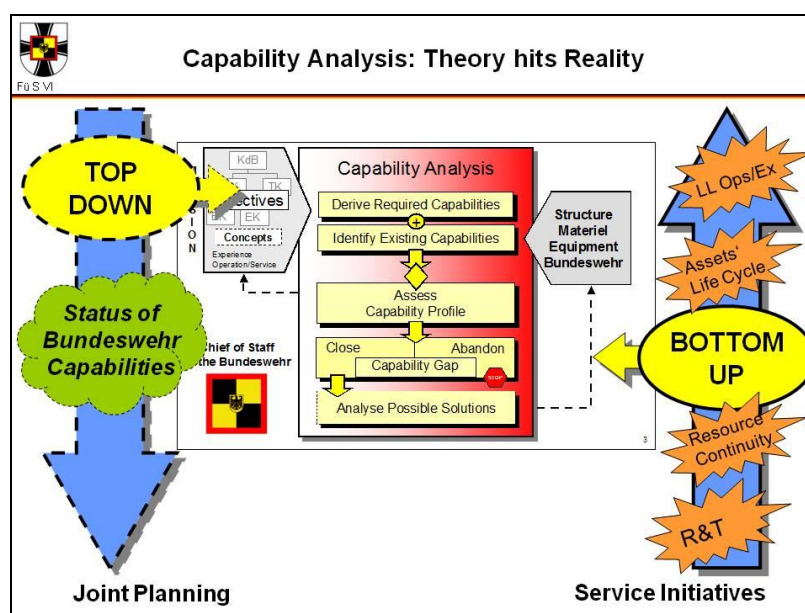 Capability Analysis: Theory hits Reality
Fü S VI
TOP
DOWN
Status of
Bundeswehr
Capabilities
Joint Planning
SION
KdB
TK
ectives
EK
Concepts
Experience
Operation/Service
Chief of Staff
the Bundeswehr
Capability Analysis
Derive Required Capabilities
+
Identify Existing Capabilities
Assess
Capability Profile
Close Abandon
Capability Gap
STOP
Analyse Possible Solutions
Structure
Materiel
Equipment
Bundeswehr
3
LL Ops/Ex
Assets'
Life Cycle
BOTTOM
UP
Resource
Continuity
R&T
Service Initiatives